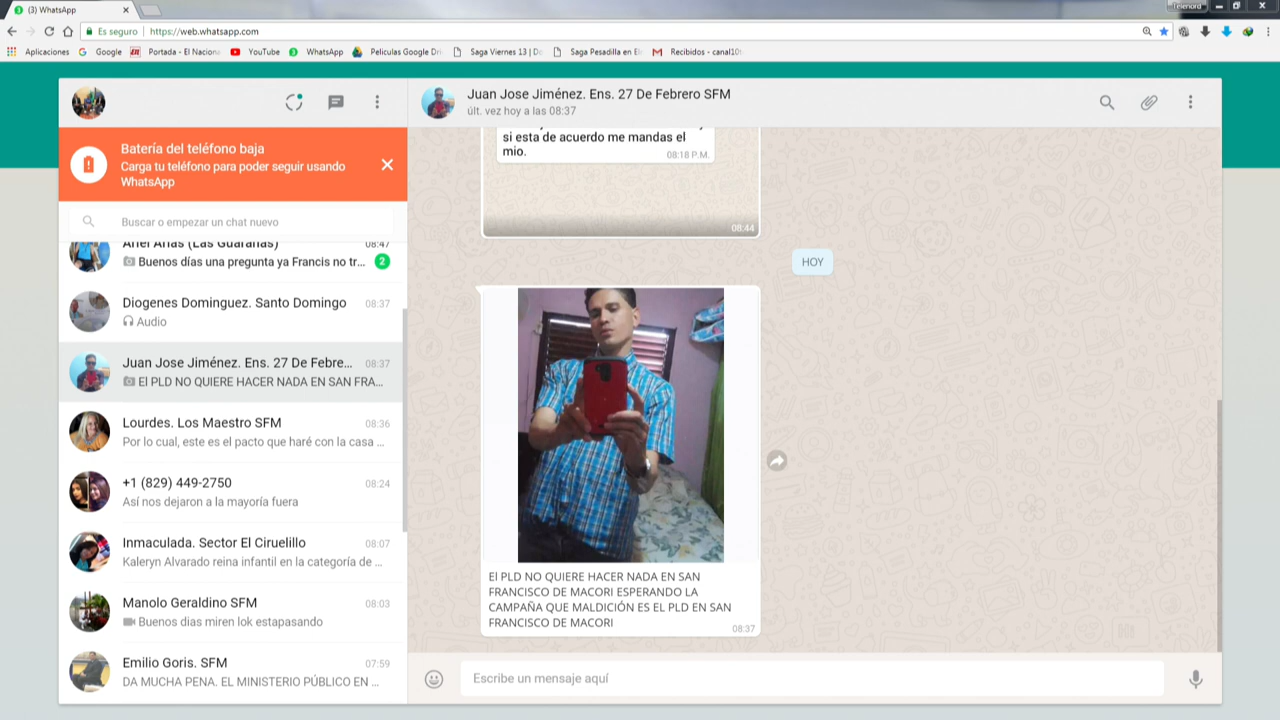 (3) WhatsApp
Telenord
Es seguro | https://web.whatsapp.com
Aplicaciones Google Portada - El Naciona YouTube WhatsApp Peliculas Google Dri Saga Viernes 13 | Do Saga Pesadilla en El Recibidos - canal10
Batería del teléfono baja
Carga tu teléfono para poder seguir usando
WhatsApp
Buscar o empezar un chat nuevo
Ariel Arias (Las Guaranas) 08:47
Buenos días una pregunta ya Francis no tr... 2
Diogenes Dominguez. Santo Domingo 08:37
Audio
Juan Jose Jiménez. Ens. 27 De Febre... 08:37
El PLD NO QUIERE HACER NADA EN SAN FRA...
Lourdes. Los Maestro SFM 08:36
Por lo cual, este es el pacto que haré con la casa ...
+1 (829) 449-2750 08:24
Así nos dejaron a la mayoría fuera
Inmaculada. Sector El Ciruelillo 08:07
Kaleryn Alvarado reina infantil en la categoría de ...
Manolo Geraldino SFM 08:03
Buenos dias miren lok estapasando
Emilio Goris. SFM 07:59
DA MUCHA PENA. EL MINISTERIO PÚBLICO EN ...
Juan Jose Jiménez. Ens. 27 De Febrero SFM
últ. vez hoy a las 08:37
si esta de acuerdo me mandas el
mio.
08:18 P.M.
08:44
HOY
El PLD NO QUIERE HACER NADA EN SAN
FRANCISCO DE MACORI ESPERANDO LA
CAMPAÑA QUE MALDICIÓN ES EL PLD EN SAN
FRANCISCO DE MACORI
08:37
Escribe un mensaje aquí